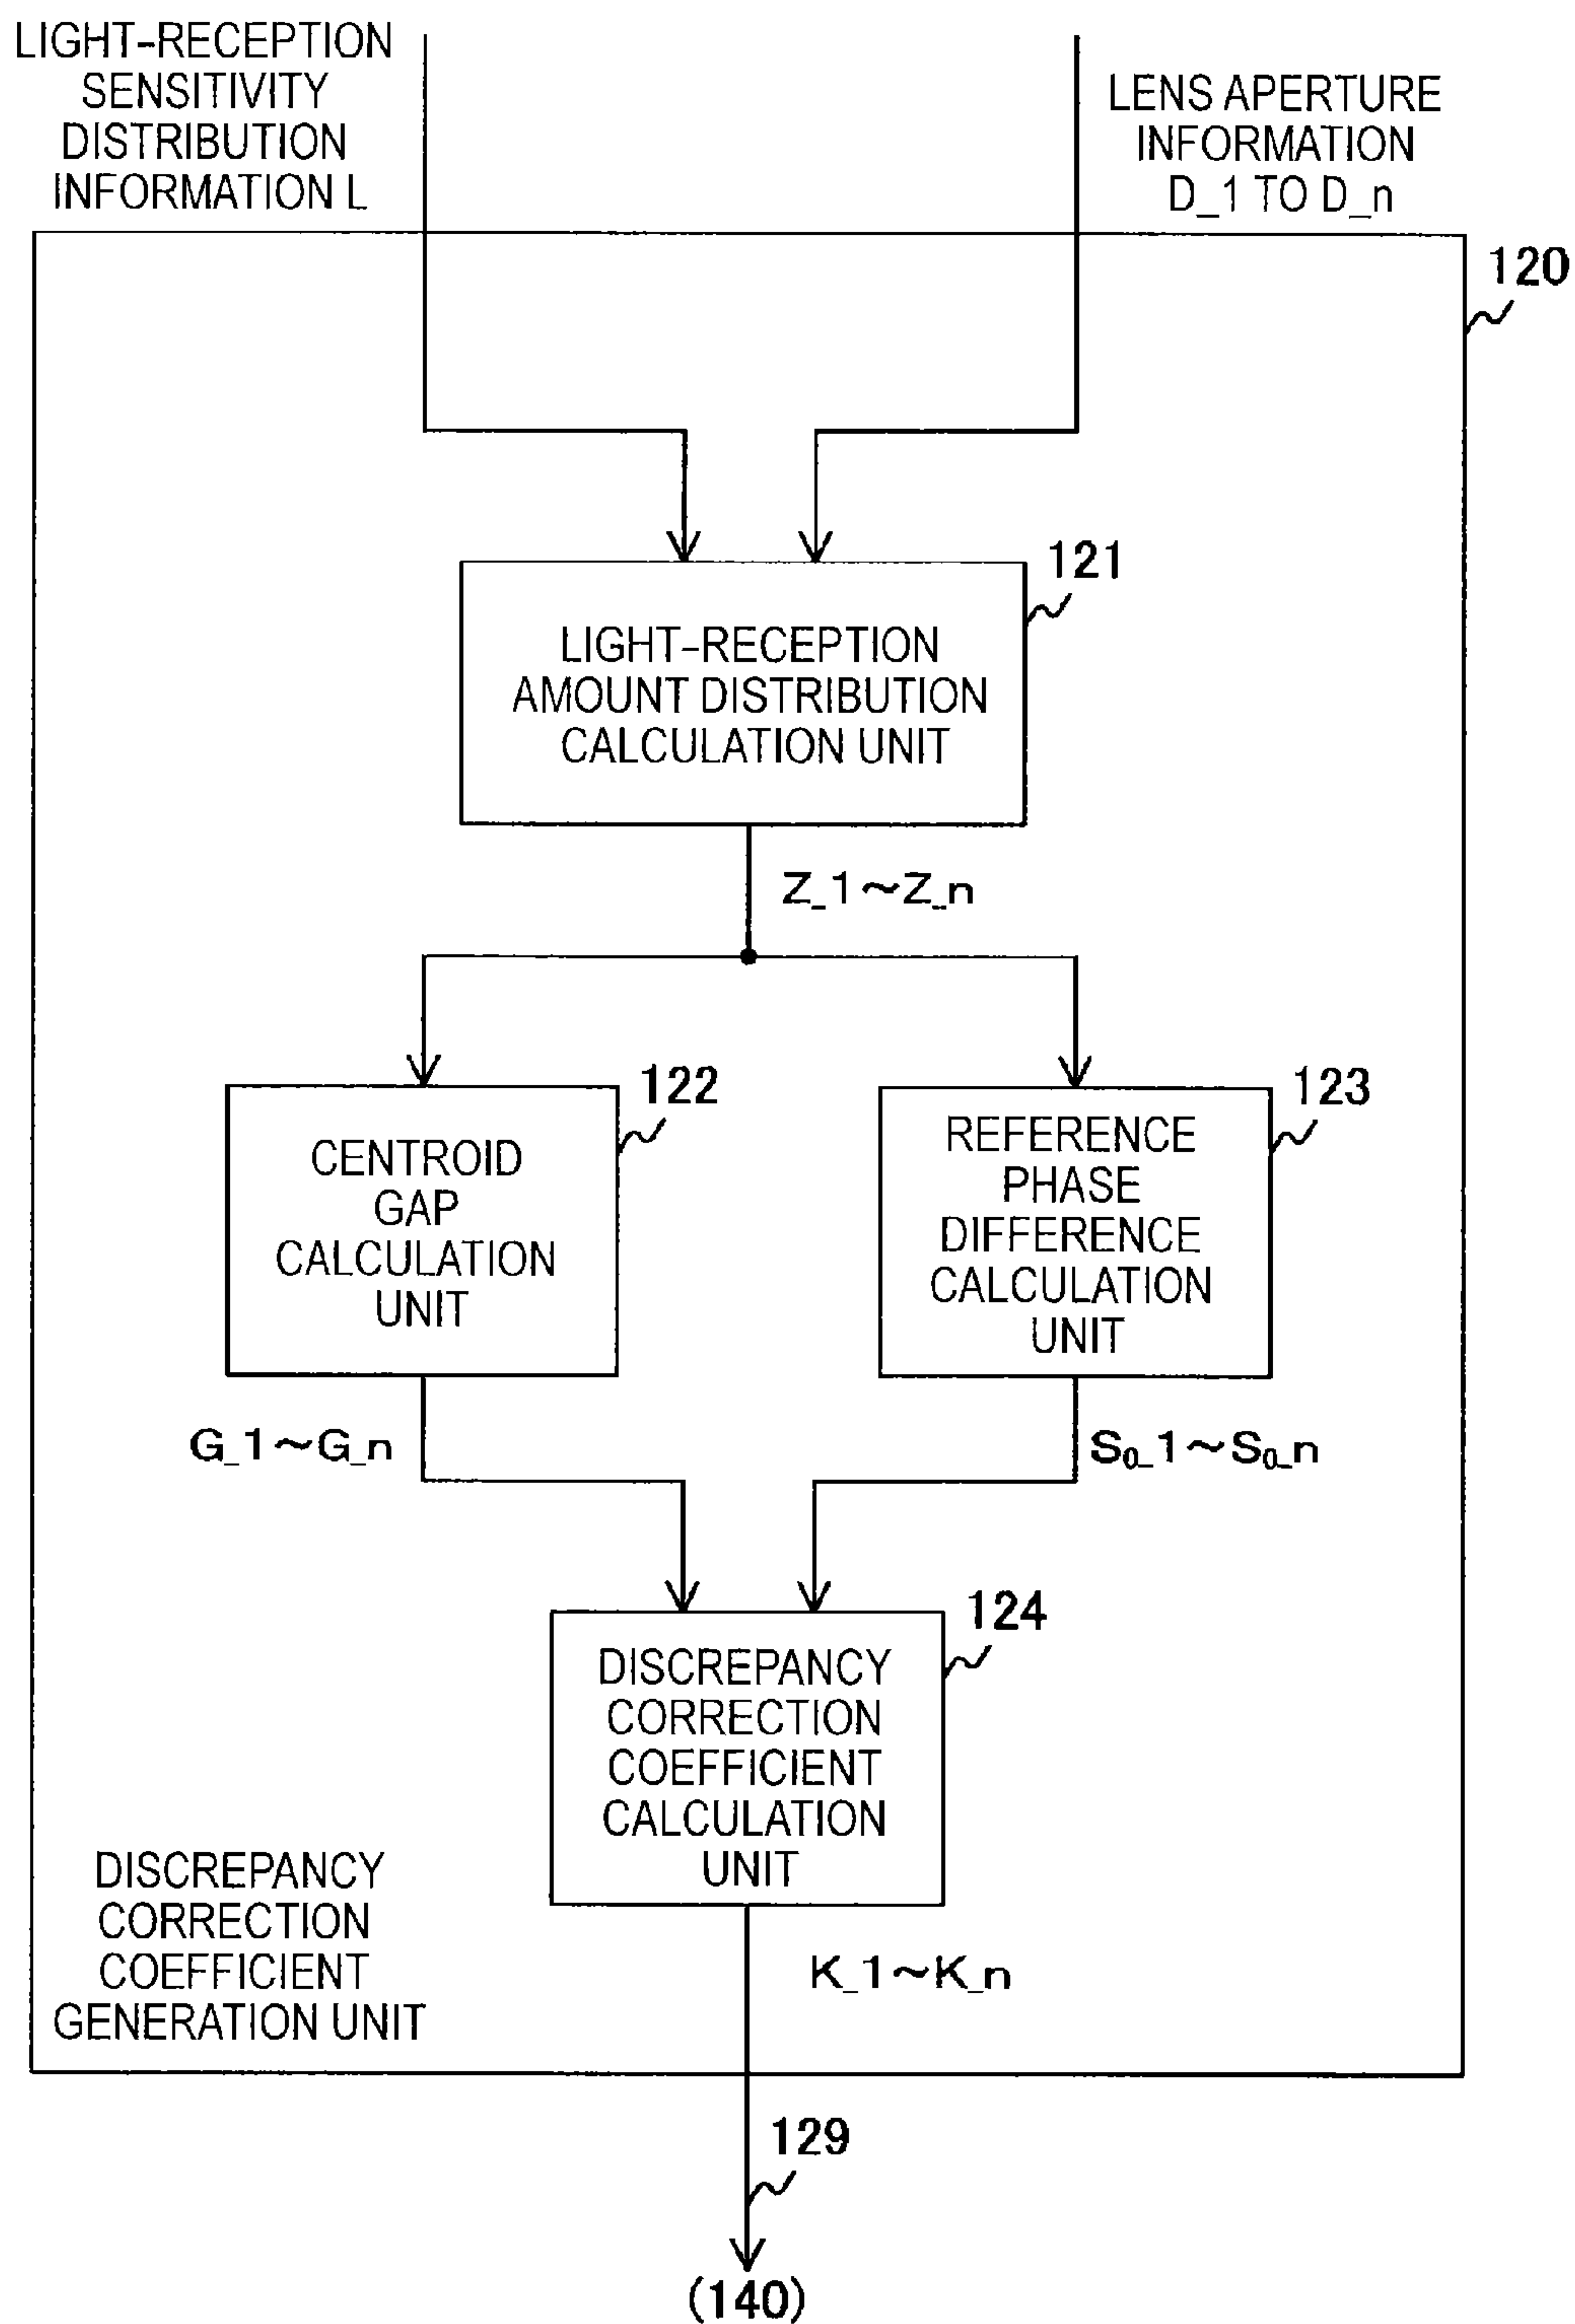 LIGHT-RECEPTION
SENSITIVITY
DISTRIBUTION
INFORMATION L
LENS APERTURE
INFORMATION
D_1 TO D_n
120
121
LIGHT-RECEPTION
AMOUNT DISTRIBUTION
CALCULATION UNIT
Z_1~Z_n
122
CENTROID
GAP
CALCULATION
UNIT
123
REFERENCE
PHASE
DIFFERENCE
CALCULATION
UNIT
G_1~G_n
S₀_1~S₀_n
124
DISCREPANCY
CORRECTION
COEFFICIENT
CALCULATION
UNIT
DISCREPANCY
CORRECTION
COEFFICIENT
GENERATION UNIT
K_1~K_n
129
(140)